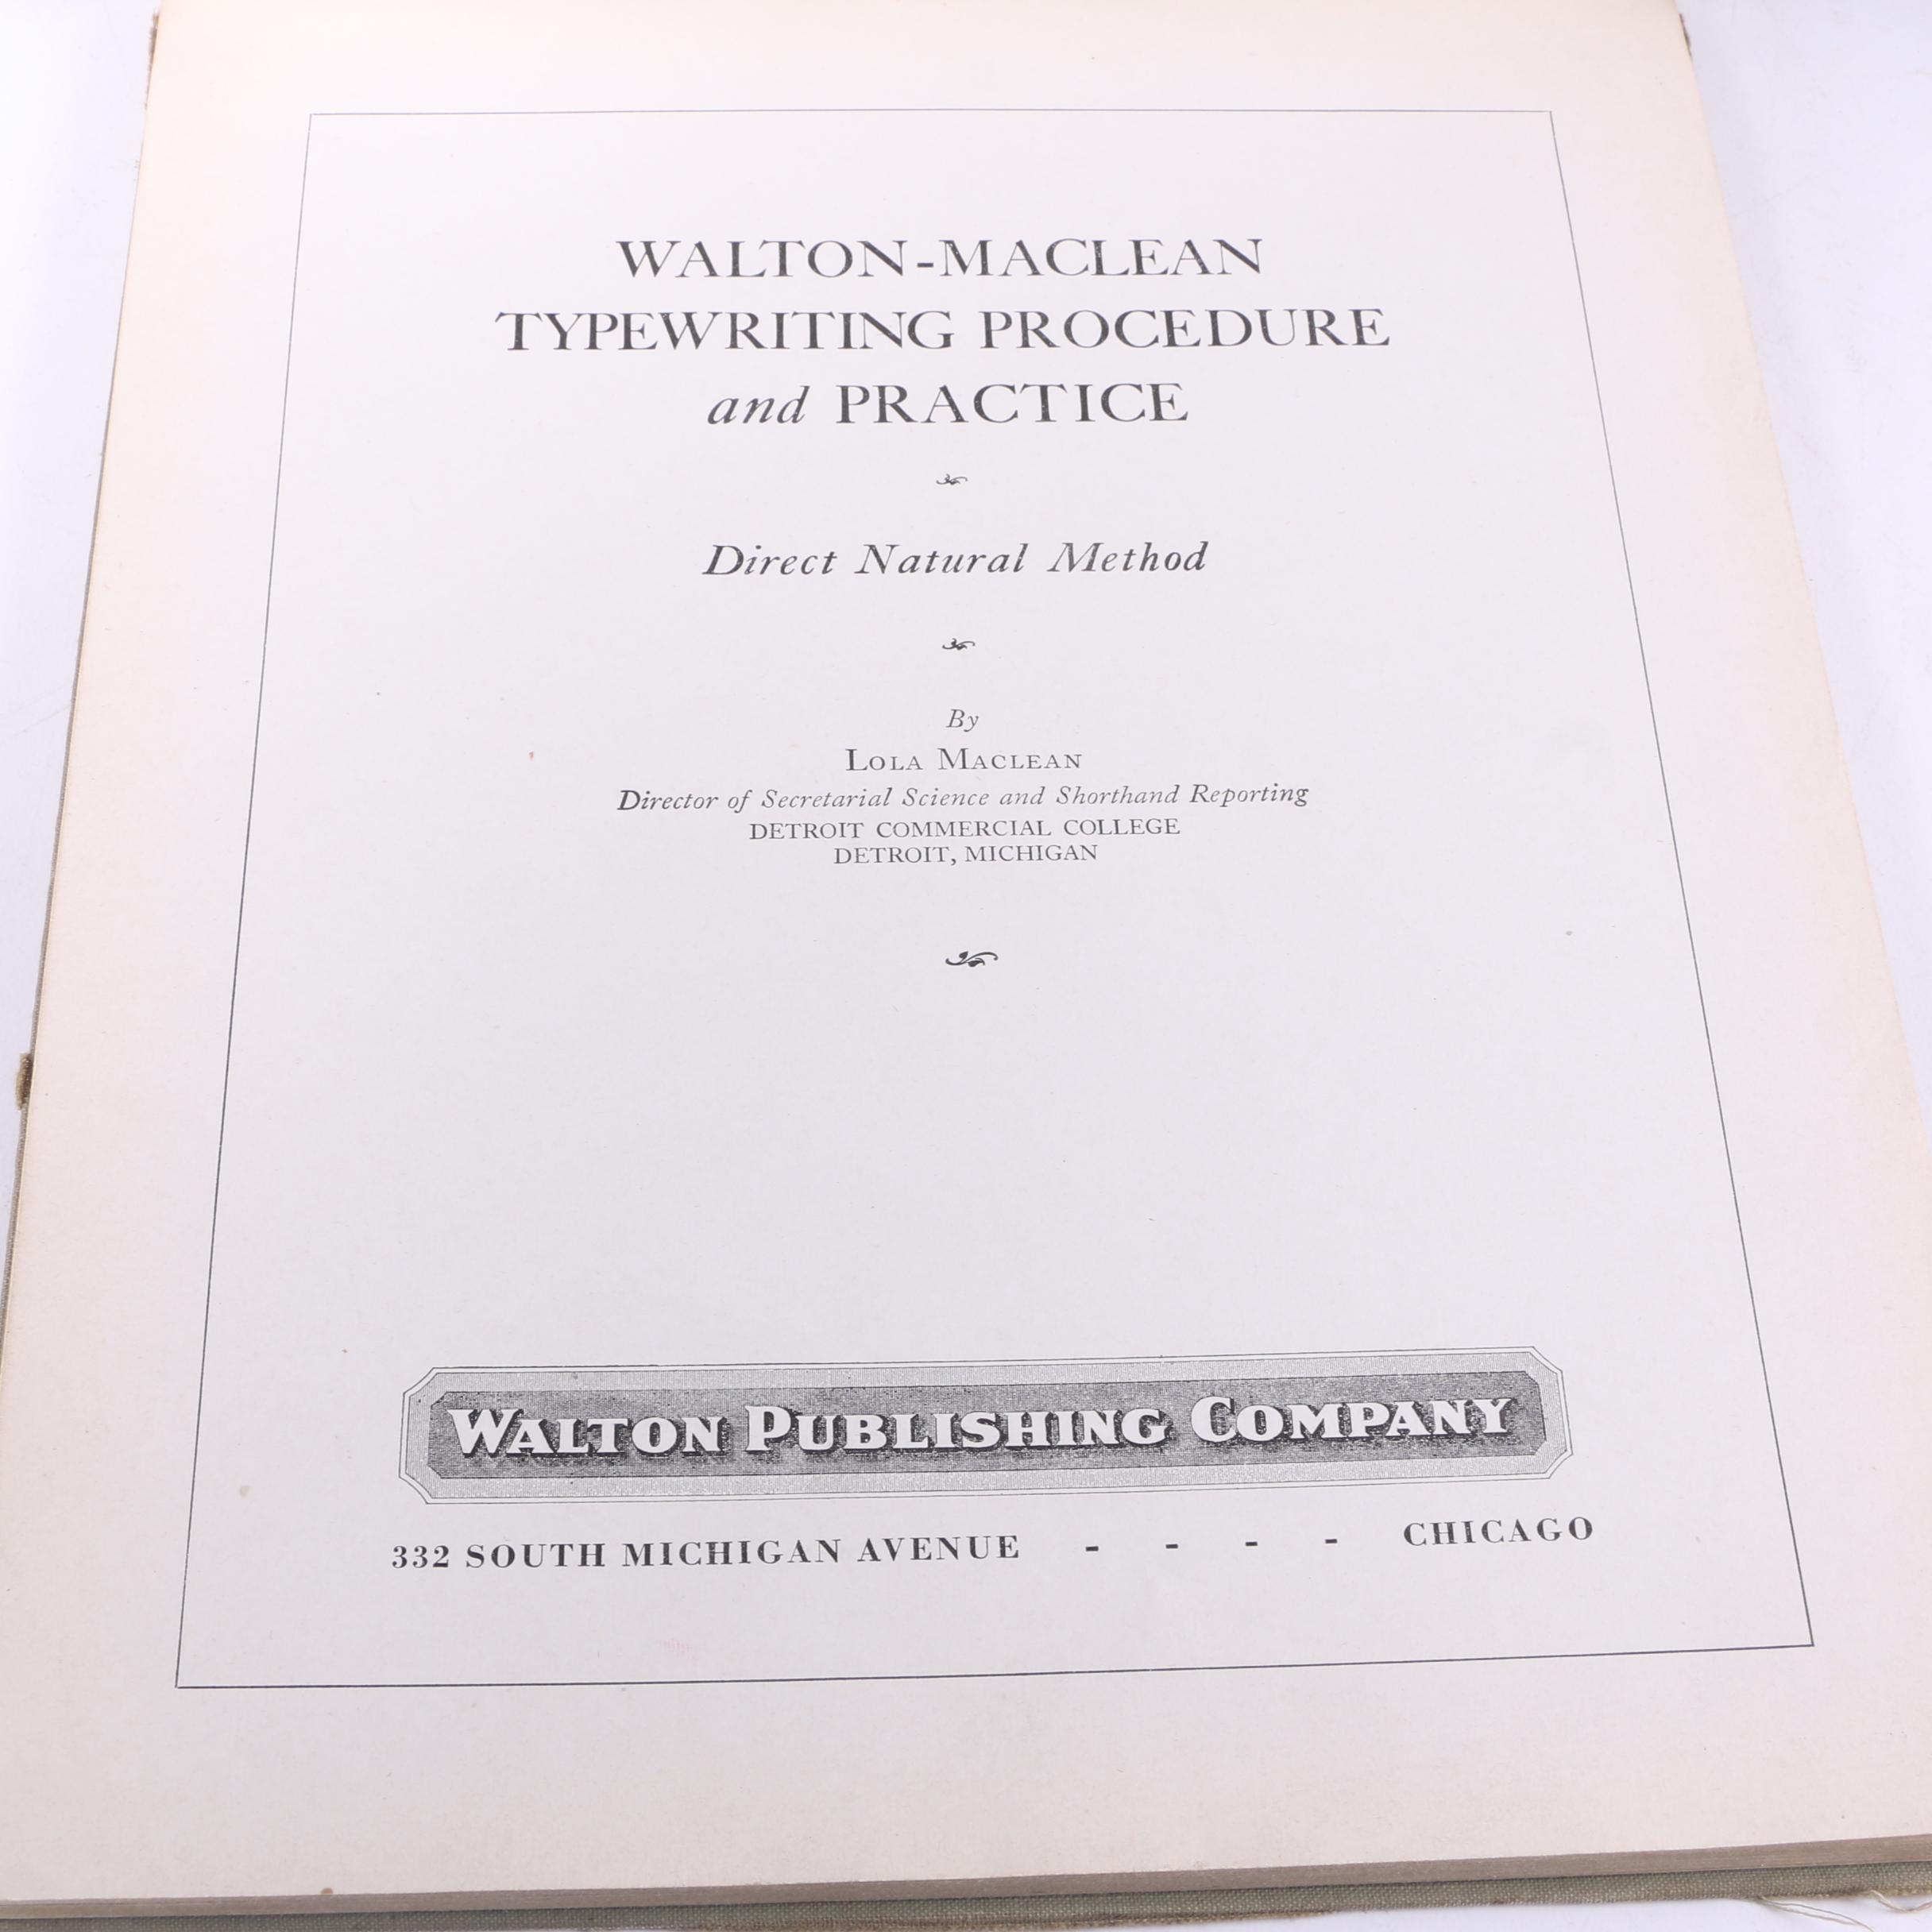 WALTON-MACLEAN
TYPEWRITING PROCEDURE
and PRACTICE
Direct Natural Method
By
LOLA MACLEAN
Director of Secretarial Science and Shorthand Reporting
DETROIT COMMERCIAL COLLEGE
DETROIT, MICHIGAN
WALTON PUBLISHING COMPANY
332 SOUTH MICHIGAN AVENUE - - - - CHICAGO